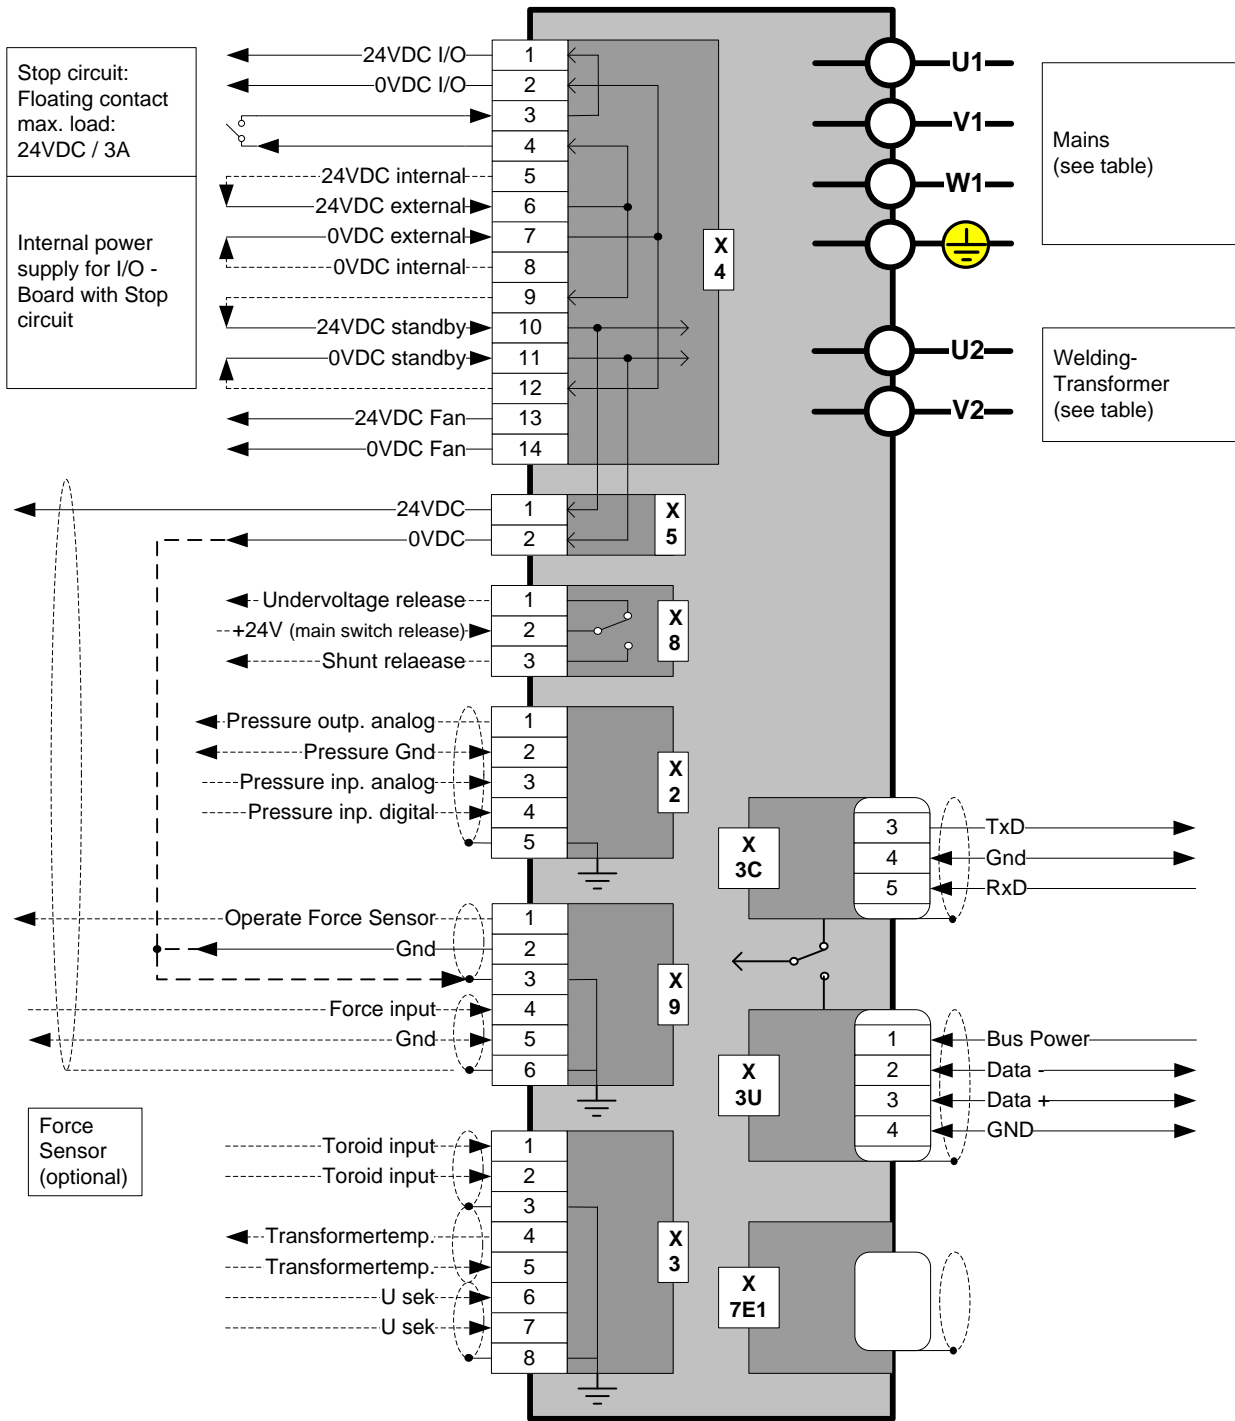 Stop circuit:
Floating contact
max. load:
24VDC / 3A
Internal power
supply for I/O -
Board with Stop
circuit
24VDC I/O 1
0VDC I/O 2
3
4
24VDC internal 5
24VDC external 6
0VDC external 7
0VDC internal 8
9
24VDC standby 10
0VDC standby 11
12
24VDC Fan 13
0VDC Fan 14
X
4
24VDC 1
0VDC 2
X
5
Undervoltage release 1
+24V (main switch release) 2
Shunt relaease 3
X
8
Pressure outp. analog 1
Pressure Gnd 2
Pressure inp. analog 3
Pressure inp. digital 4
5
X
2
Operate Force Sensor 1
Gnd 2
3
Force input 4
Gnd 5
6
X
9
Force
Sensor
(optional)
Toroid input 1
Toroid input 2
3
Transformertemp. 4
Transformertemp. 5
U sek 6
U sek 7
8
X
3
U1
V1
W1
Mains
(see table)
U2
V2
Welding-
Transformer
(see table)
X
3C
3 TxD
4 Gnd
5 RxD
X
3U
1 Bus Power
2 Data -
3 Data +
4 GND
X
7E1